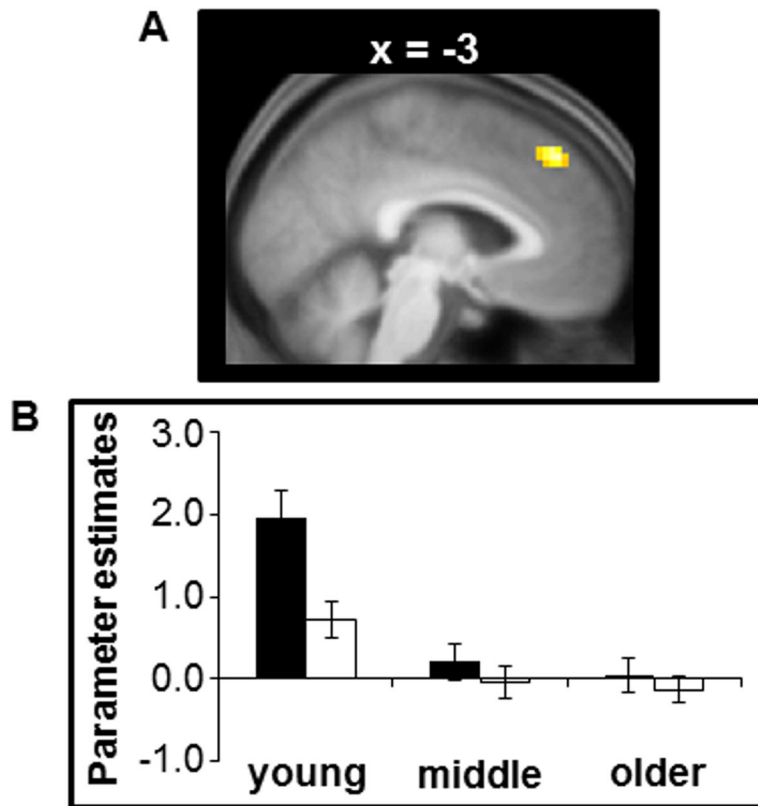 A
x = -3
B
Parameter estimates
3.0
2.0
1.0
0.0
-1.0
young middle older